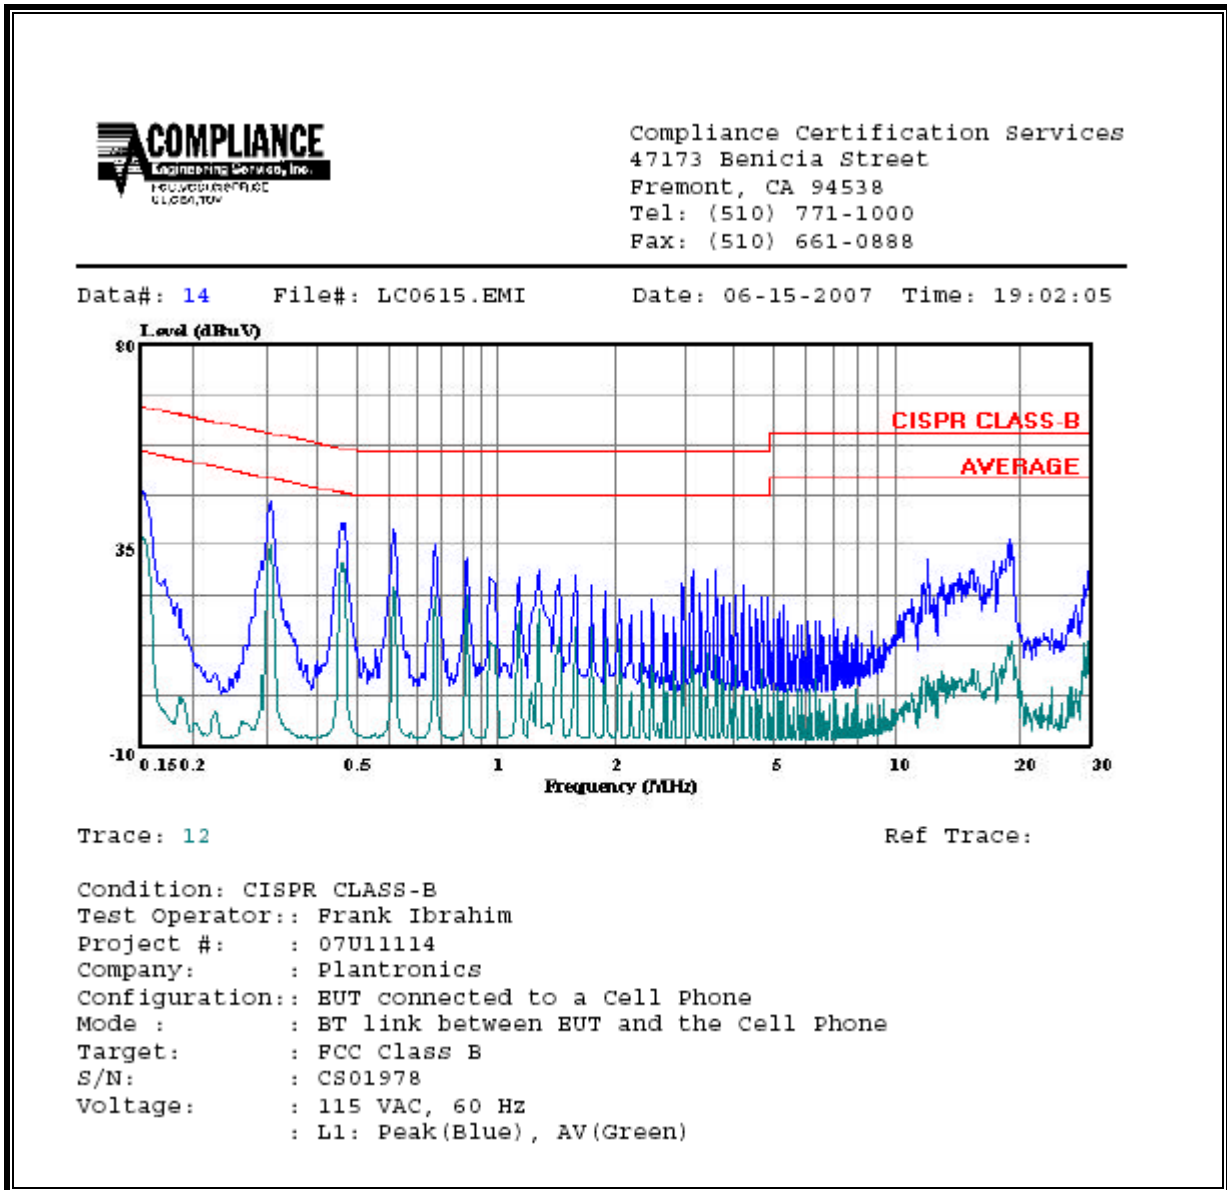 COMPLIANCE
Engineering Service, Inc.
Compliance Certification Services
47173 Benicia Street
Fremont, CA 94538
Tel: (510) 771-1000
Fax: (510) 661-0888
Data#: 14 File#: LC0615.EMI Date: 06-15-2007 Time: 19:02:05
Level (dBuV)
80
CISPR CLASS-B
AVERAGE
35
-10
0.15 0.2 0.5 1 2 5 10 20 30
Frequency (MHz)
Trace: 12 Ref Trace:
Condition: CISPR CLASS-B
Test Operator:: Frank Ibrahim
Project #: : 07U11114
Company: : Plantronics
Configuration:: EUT connected to a Cell Phone
Mode : : BT link between EUT and the Cell Phone
Target: : FCC Class B
S/N: : CS01978
Voltage: : 115 VAC, 60 Hz
: L1: Peak(Blue), AV(Green)